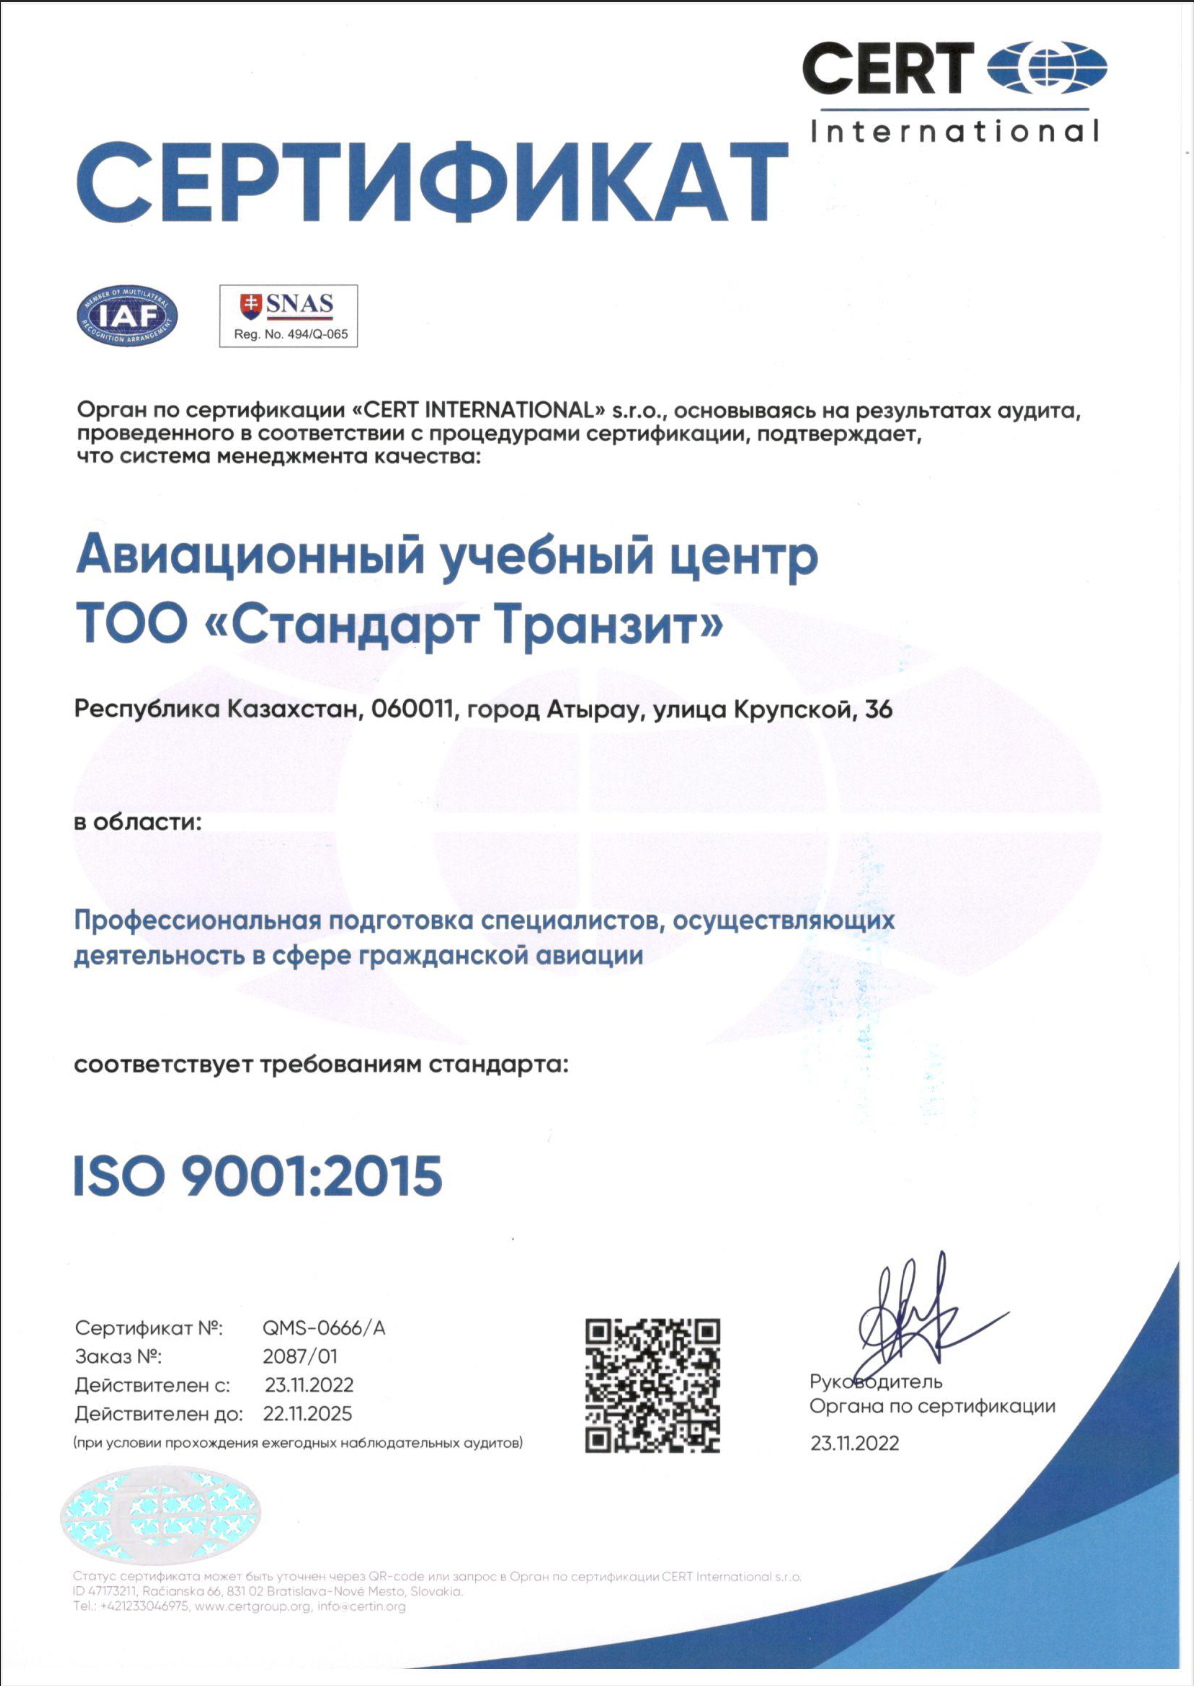 CERT
International
СЕРТИФИКАТ
MEMBER OF MULTILATERAL
IAF
RECOGNITION ARRANGEMENT
SNAS
Reg. No. 494/Q-065
Орган по сертификации «CERT INTERNATIONAL» s.r.o., основываясь на результатах аудита,
проведенного в соответствии с процедурами сертификации, подтверждает,
что система менеджмента качества:
Авиационный учебный центр
ТОО «Стандарт Транзит»
Республика Казахстан, 060011, город Атырау, улица Крупской, 36
в области:
Профессиональная подготовка специалистов, осуществляющих
деятельность в сфере гражданской авиации
соответствует требованиям стандарта:
ISO 9001:2015
Сертификат №: QMS-0666/A
Заказ №: 2087/01
Действителен с: 23.11.2022
Действителен до: 22.11.2025
(при условии прохождения ежегодных наблюдательных аудитов)
Руководитель
Органа по сертификации
23.11.2022
Статус сертификата может быть уточнен через QR-code или запрос в Орган по сертификации CERT International s.r.o.
ID 47173211, Račianska 66, 831 02 Bratislava-Nové Mesto, Slovakia.
Tel.: +421233046975, www.certgroup.org, info@certin.org